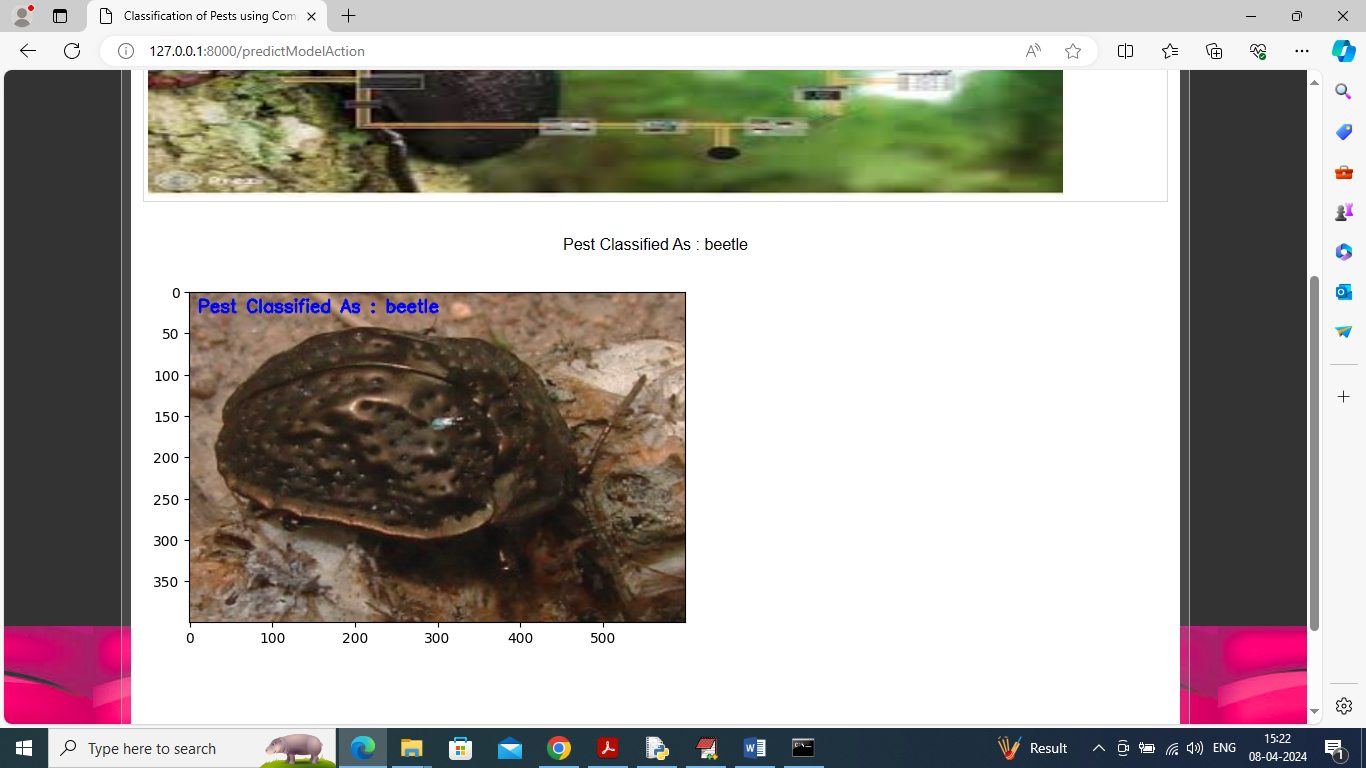 Classification of Pests using Com
127.0.0.1:8000/predictModelAction
Pest Classified As : beetle
Pest Classified As : beetle
0
50
100
150
200
250
300
350
0 100 200 300 400 500
Type here to search
Result
ENG
15:22
08-04-2024
1